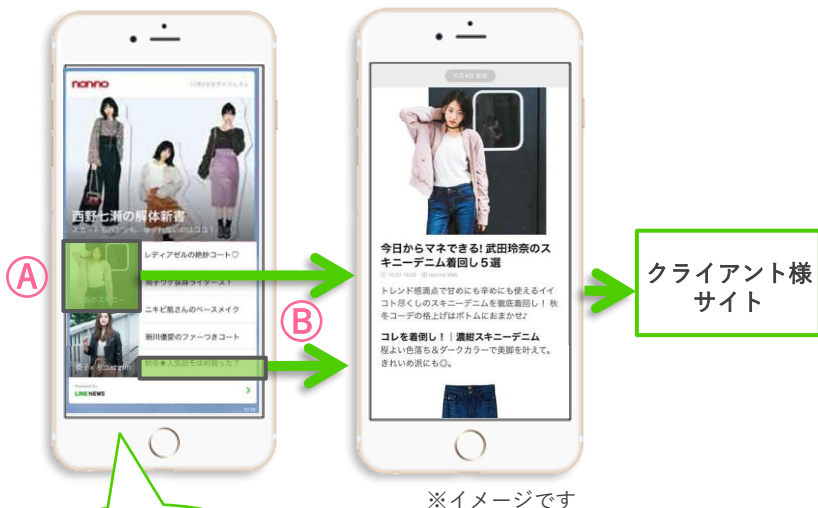 nonno
西野七瀬の解体新書
Ⓐ
レディアゼルの絶妙コート♡
ニキビ肌さんのベースメイク
新川優愛のファーつきコート
Powered by
LINE NEWS
Ⓑ
今日からマネできる! 武田玲奈のス
キニーデニム着回し5選
トレンド感満点で甘めにも辛めにも使えるイイ
コト尽くしのスキニーデニムを徹底着回し! 秋
冬コーデの格上げはボトムにおまかせ♪
コレを着倒し!|濃紺スキニーデニム
程よい色落ち&ダークカラーで美脚を叶えて。
きれいめ派にも◎。
クライアント様
サイト
※イメージです